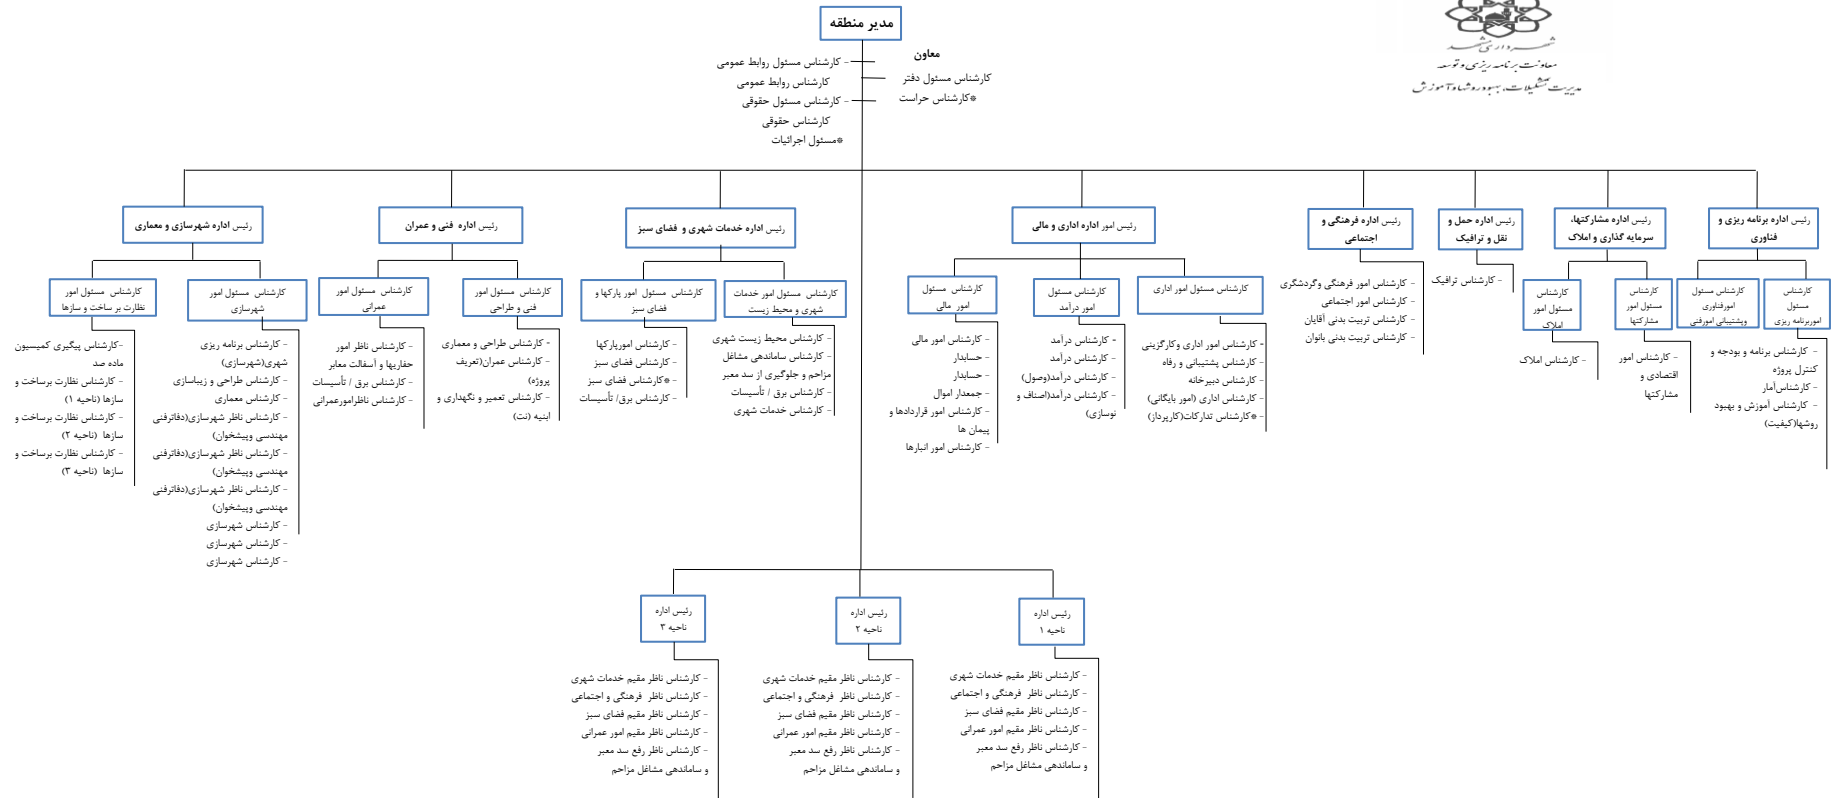 مدیر منطقه
شهرداری مشهد
معاونت برنامه ریزی و توسعه
مدیریت تشکیلات، بهبود روشها و آموزش
معاون
کارشناس مسئول دفتر
*کارشناس حراست
- کارشناس مسئول روابط عمومی
کارشناس روابط عمومی
- کارشناس مسئول حقوقی
کارشناس حقوقی
*مسئول اجرائیات
رئیس اداره برنامه ریزی و
فناوری
کارشناس
مسئول
اموربرنامه ریزی
- کارشناس برنامه و بودجه و
کنترل پروژه
- کارشناس‌آمار
- کارشناس آموزش و بهبود
روشها(کیفیت)
کارشناس مسئول
امورفناوری
وپشتیبانی امورفنی
رئیس اداره مشارکتها،
سرمایه گذاری و املاک
کارشناس
مسئول امور
مشارکتها
- کارشناس امور
اقتصادی و
مشارکتها
کارشناس
مسئول امور
املاک
- کارشناس املاک
رئیس اداره حمل و
نقل و ترافیک
- کارشناس ترافیک
رئیس اداره فرهنگی و
اجتماعی
- کارشناس امور فرهنگی وگردشگری
- کارشناس امور اجتماعی
- کارشناس تربیت بدنی آقایان
- کارشناس تربیت بدنی بانوان
رئیس امور اداره اداری و مالی
کارشناس مسئول امور اداری
- کارشناس امور اداری وکارگزینی
- کارشناس پشتیبانی و رفاه
- کارشناس دبیرخانه
- کارشناس اداری (امور بایگانی)
- *کارشناس تدارکات(کارپرداز)
کارشناس مسئول
امور درآمد
- کارشناس درآمد
- کارشناس درآمد
- کارشناس درآمد(وصول)
- کارشناس درآمد(اصناف و
نوسازی)
کارشناس مسئول
امور مالی
- کارشناس امور مالی
- حسابدار
- حسابدار
- جمعدار اموال
- کارشناس امور قراردادها و
پیمان ها
- کارشناس امور انبارها
رئیس اداره خدمات شهری و فضای سبز
کارشناس مسئول امور خدمات
شهری و محیط زیست
- کارشناس محیط زیست شهری
- کارشناس ساماندهی مشاغل
مزاحم و جلوگیری از سد معبر
- کارشناس برق / تأسیسات
- کارشناس خدمات شهری
کارشناس مسئول امور پارکها و
فضای سبز
- کارشناس امورپارکها
- کارشناس فضای سبز
- *کارشناس فضای سبز
- کارشناس برق/ تأسیسات
رئیس اداره فنی و عمران
کارشناس مسئول امور
فنی و طراحی
- کارشناس طراحی و معماری
- کارشناس عمران(تعریف
پروژه)
- کارشناس تعمیر و نگهداری و
ابنیه (نت)
کارشناس مسئول امور
عمرانی
- کارشناس ناظر امور
حفاریها و آسفالت معابر
- کارشناس برق / تأسیسات
- کارشناس ناظرامورعمرانی
رئیس اداره شهرسازی و معماری
کارشناس مسئول امور
شهرسازی
- کارشناس برنامه ریزی
شهری(شهرسازی)
- کارشناس طراحی و زیباسازی
- کارشناس معماری
- کارشناس ناظر شهرسازی(دفاترفنی
مهندسی وپیشخوان)
- کارشناس ناظر شهرسازی(دفاترفنی
مهندسی وپیشخوان)
- کارشناس ناظر شهرسازی(دفاترفنی
مهندسی وپیشخوان)
- کارشناس شهرسازی
- کارشناس شهرسازی
- کارشناس شهرسازی
کارشناس مسئول امور
نظارت بر ساخت و سازها
-کارشناس پیگیری کمیسیون
ماده صد
- کارشناس نظارت برساخت و
سازها (ناحیه ۱)
- کارشناس نظارت برساخت و
سازها (ناحیه ۲)
- کارشناس نظارت برساخت و
سازها (ناحیه ۳)
رئیس اداره
ناحیه ۱
- کارشناس ناظر مقیم خدمات شهری
- کارشناس ناظر فرهنگی و اجتماعی
- کارشناس ناظر مقیم فضای سبز
- کارشناس ناظر مقیم امور عمرانی
- کارشناس ناظر رفع سد معبر
و ساماندهی مشاغل مزاحم
رئیس اداره
ناحیه ۲
- کارشناس ناظر مقیم خدمات شهری
- کارشناس ناظر فرهنگی و اجتماعی
- کارشناس ناظر مقیم فضای سبز
- کارشناس ناظر مقیم امور عمرانی
- کارشناس ناظر رفع سد معبر
و ساماندهی مشاغل مزاحم
رئیس اداره
ناحیه ۳
- کارشناس ناظر مقیم خدمات شهری
- کارشناس ناظر فرهنگی و اجتماعی
- کارشناس ناظر مقیم فضای سبز
- کارشناس ناظر مقیم امور عمرانی
- کارشناس ناظر رفع سد معبر
و ساماندهی مشاغل مزاحم